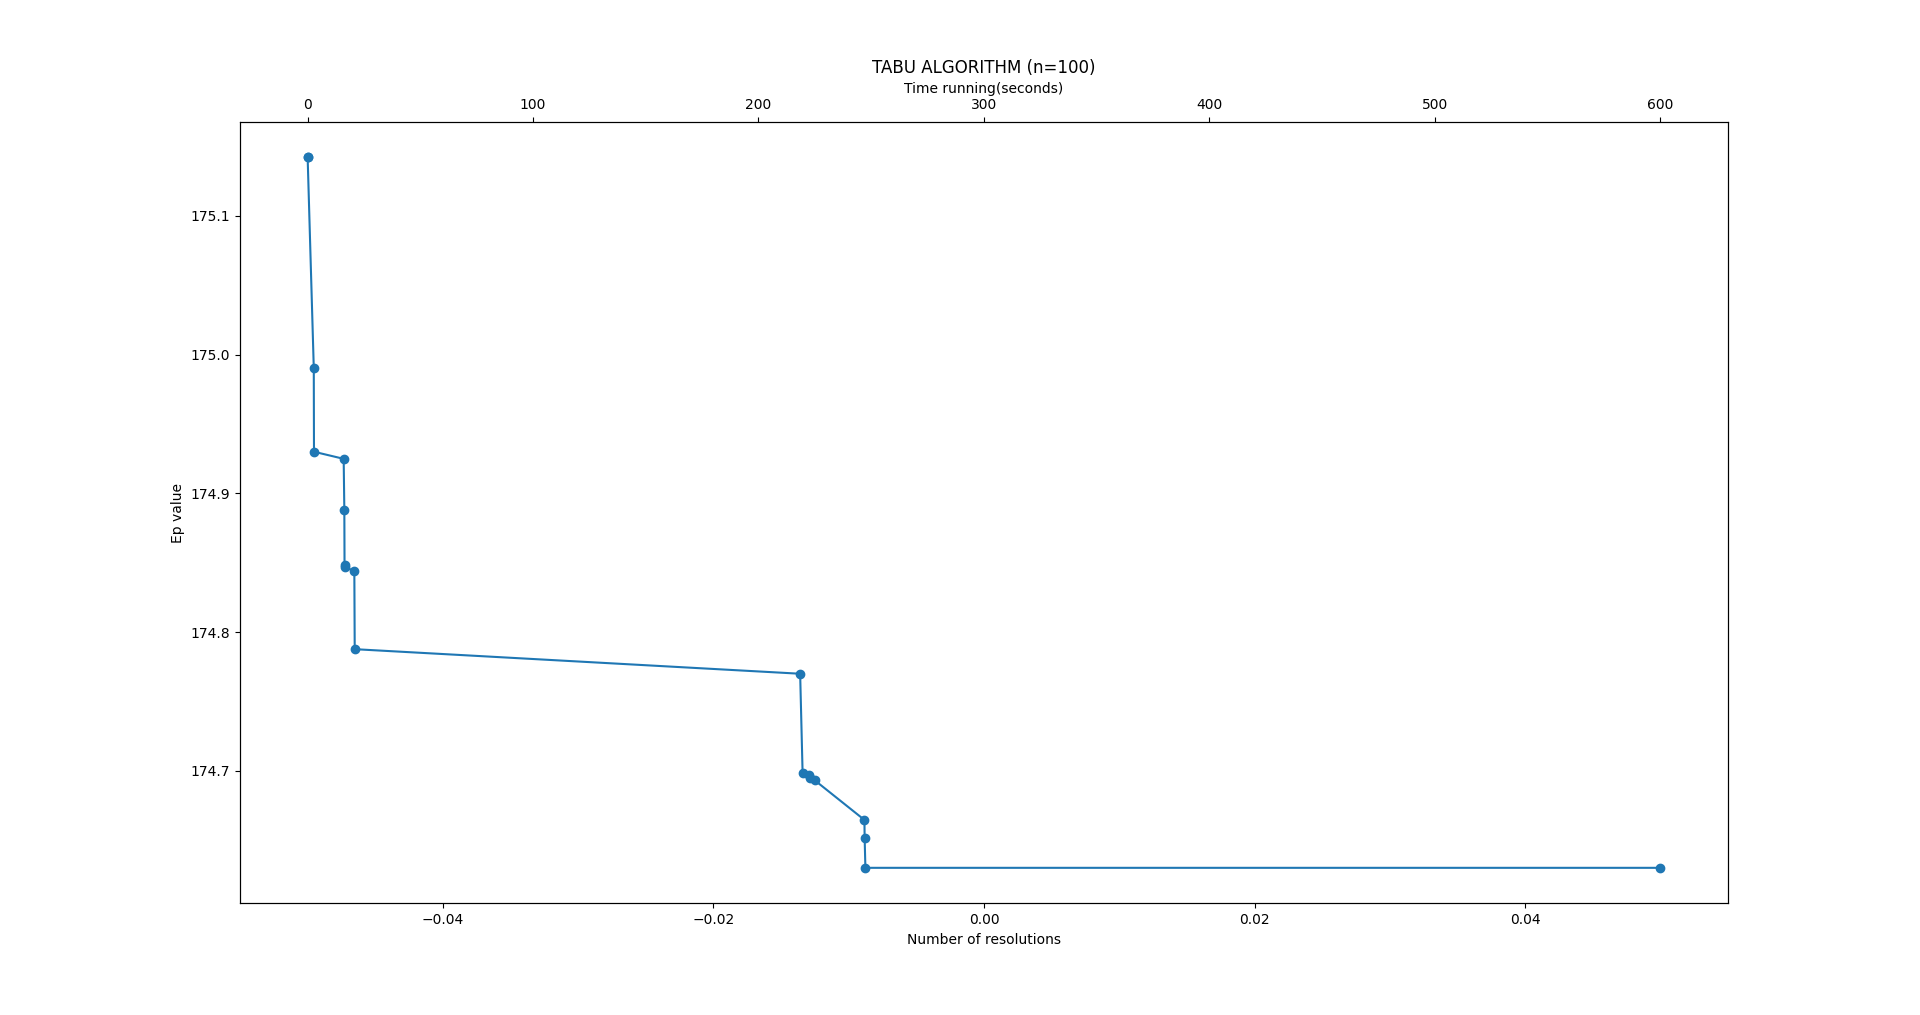 TABU ALGORITHM (n=100)
Time running(seconds)
0 100 200 300 400 500 600
175.1
175.0
174.9
174.8
174.7
Ep value
−0.04 −0.02 0.00 0.02 0.04
Number of resolutions